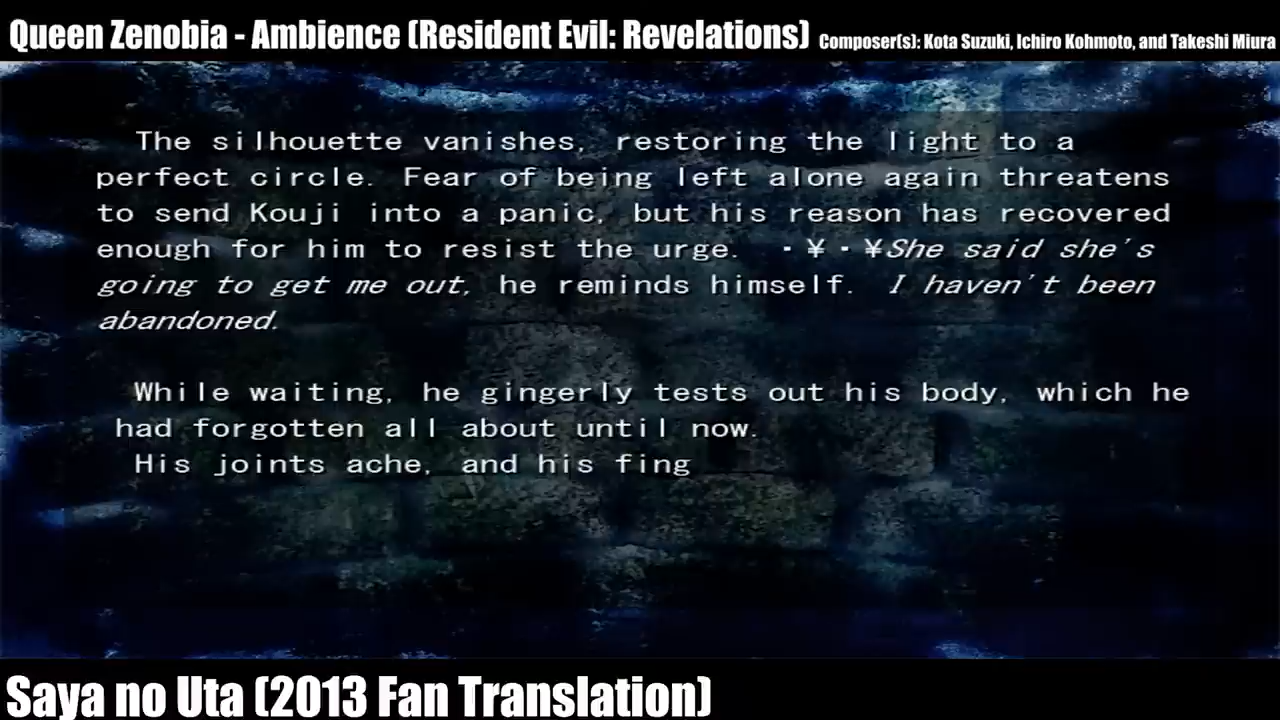 Queen Zenobia - Ambience (Resident Evil: Revelations) Composer(s): Kota Suzuki, Ichiro Kohmoto, and Takeshi Miura
The silhouette vanishes, restoring the light to a
perfect circle. Fear of being left alone again threatens
to send Kouji into a panic, but his reason has recovered
enough for him to resist the urge. ・¥・¥She said she's
going to get me out, he reminds himself. I haven't been
abandoned.
While waiting, he gingerly tests out his body, which he
had forgotten all about until now.
His joints ache, and his fing
Saya no Uta (2013 Fan Translation)